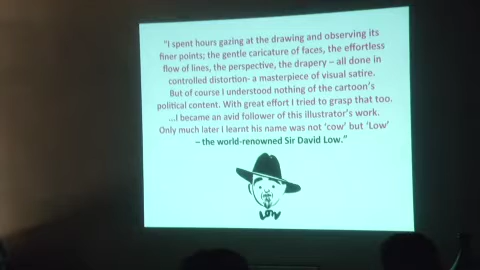 "I spent hours gazing at the drawing and observing its
finer points; the gentle caricature of faces, the effortless
flow of lines, the perspective, the drapery – all done in
controlled distortion- a masterpiece of visual satire.
But of course I understood nothing of the cartoon's
political content. With great effort I tried to grasp that too.
...I became an avid follower of this illustrator's work.
Only much later I learnt his name was not 'cow' but 'Low'
– the world-renowned Sir David Low."
LOW